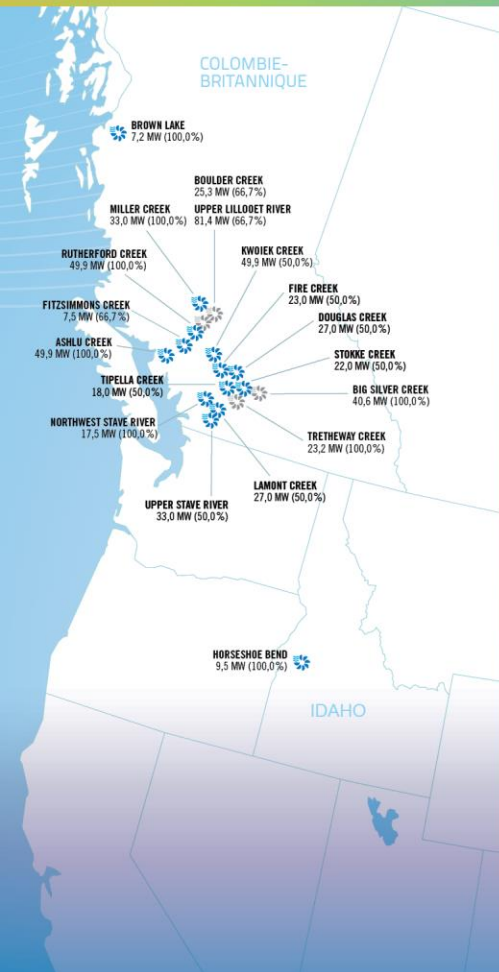 COLOMBIE-
BRITANNIQUE
BROWN LAKE
7,2 MW (100,0%)
BOULDER CREEK
25,3 MW (66,7%)
MILLER CREEK
33,0 MW (100,0%)
UPPER LILLOOET RIVER
81,4 MW (66,7%)
RUTHERFORD CREEK
49,9 MW (100,0%)
KWOIEK CREEK
49,9 MW (50,0%)
FIRE CREEK
23,0 MW (50,0%)
FITZSIMMONS CREEK
7,5 MW (66,7%)
DOUGLAS CREEK
27,0 MW (50,0%)
ASHLU CREEK
49,9 MW (100,0%)
STOKKE CREEK
22,0 MW (50,0%)
TIPELLA CREEK
18,0 MW (50,0%)
BIG SILVER CREEK
40,6 MW (100,0%)
NORTHWEST STAVE RIVER
17,5 MW (100,0%)
TRETHEWAY CREEK
23,2 MW (100,0%)
LAMONT CREEK
27,0 MW (50,0%)
UPPER STAVE RIVER
33,0 MW (50,0%)
HORSESHOE BEND
9,5 MW (100,0%)
IDAHO